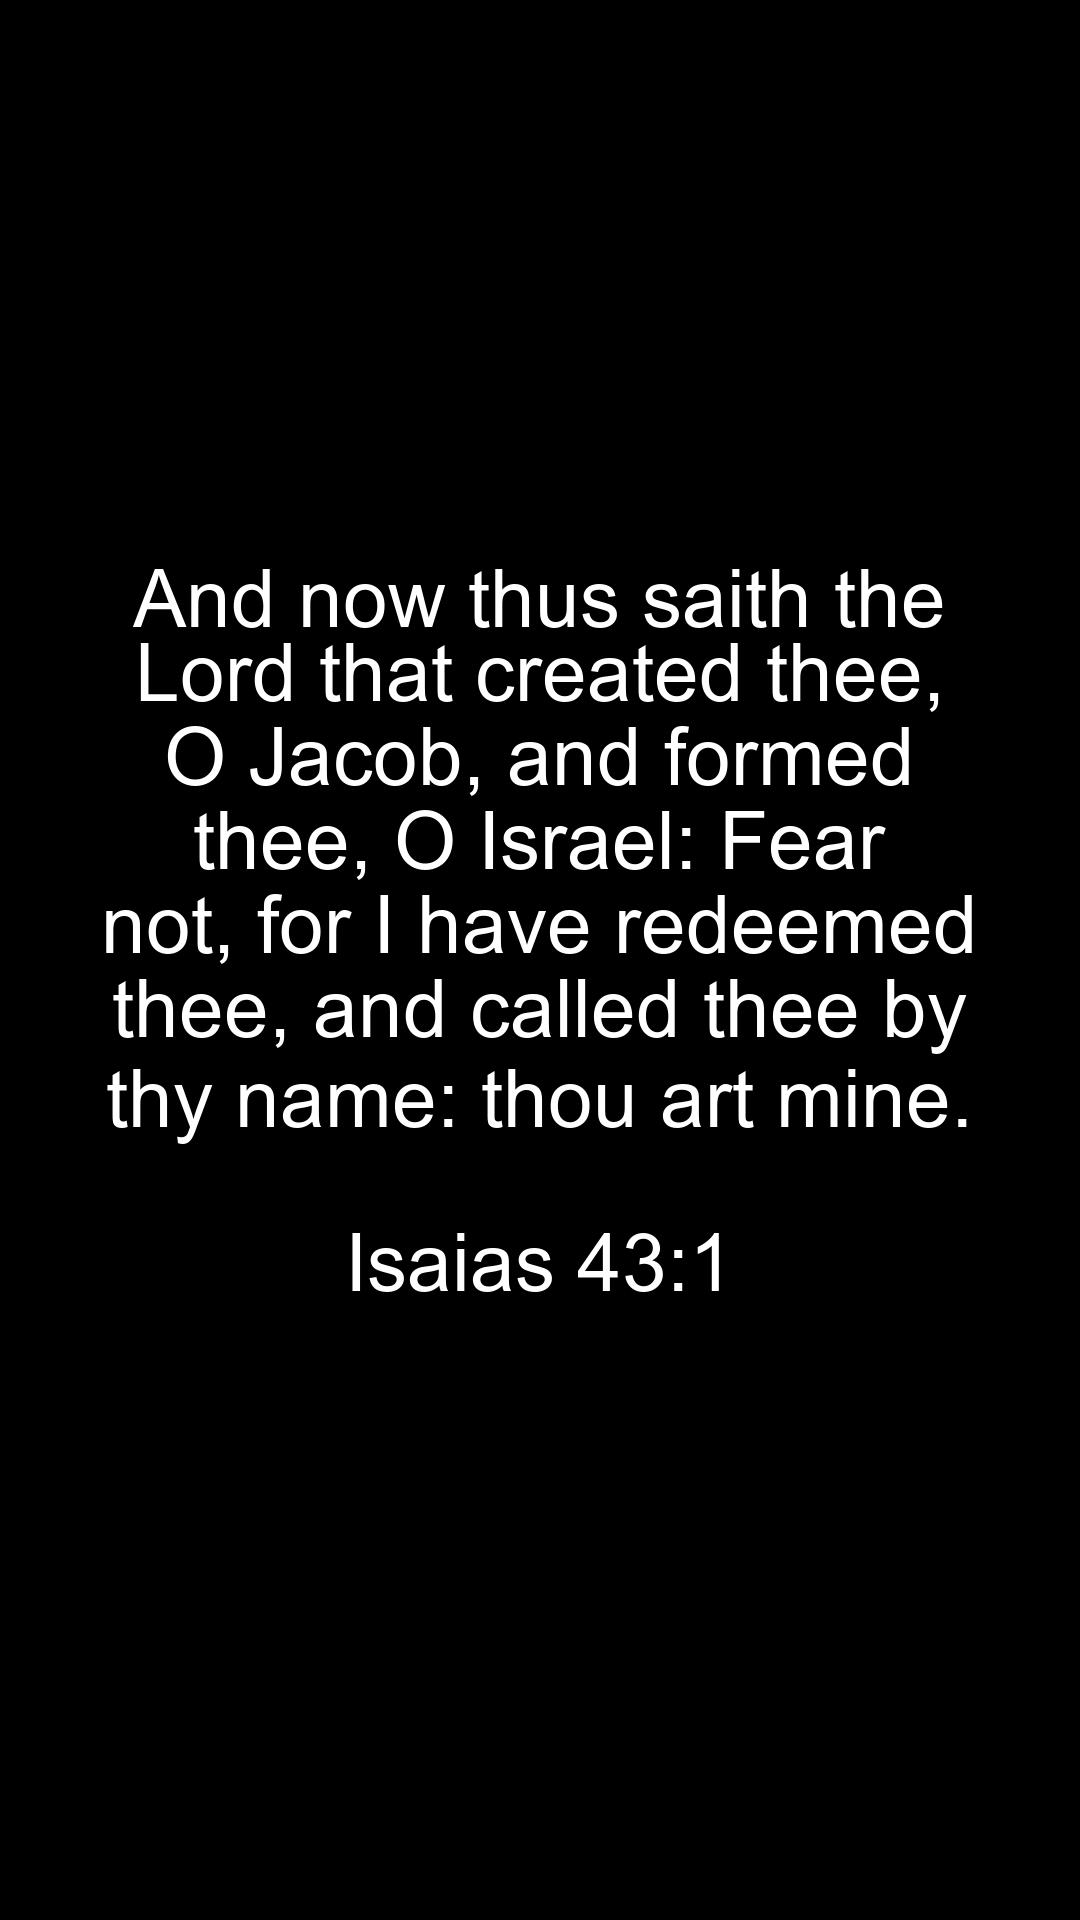 And now thus saith the
Lord that created thee,
O Jacob, and formed
thee, O Israel: Fear
not, for I have redeemed
thee, and called thee by
thy name: thou art mine.
Isaias 43:1